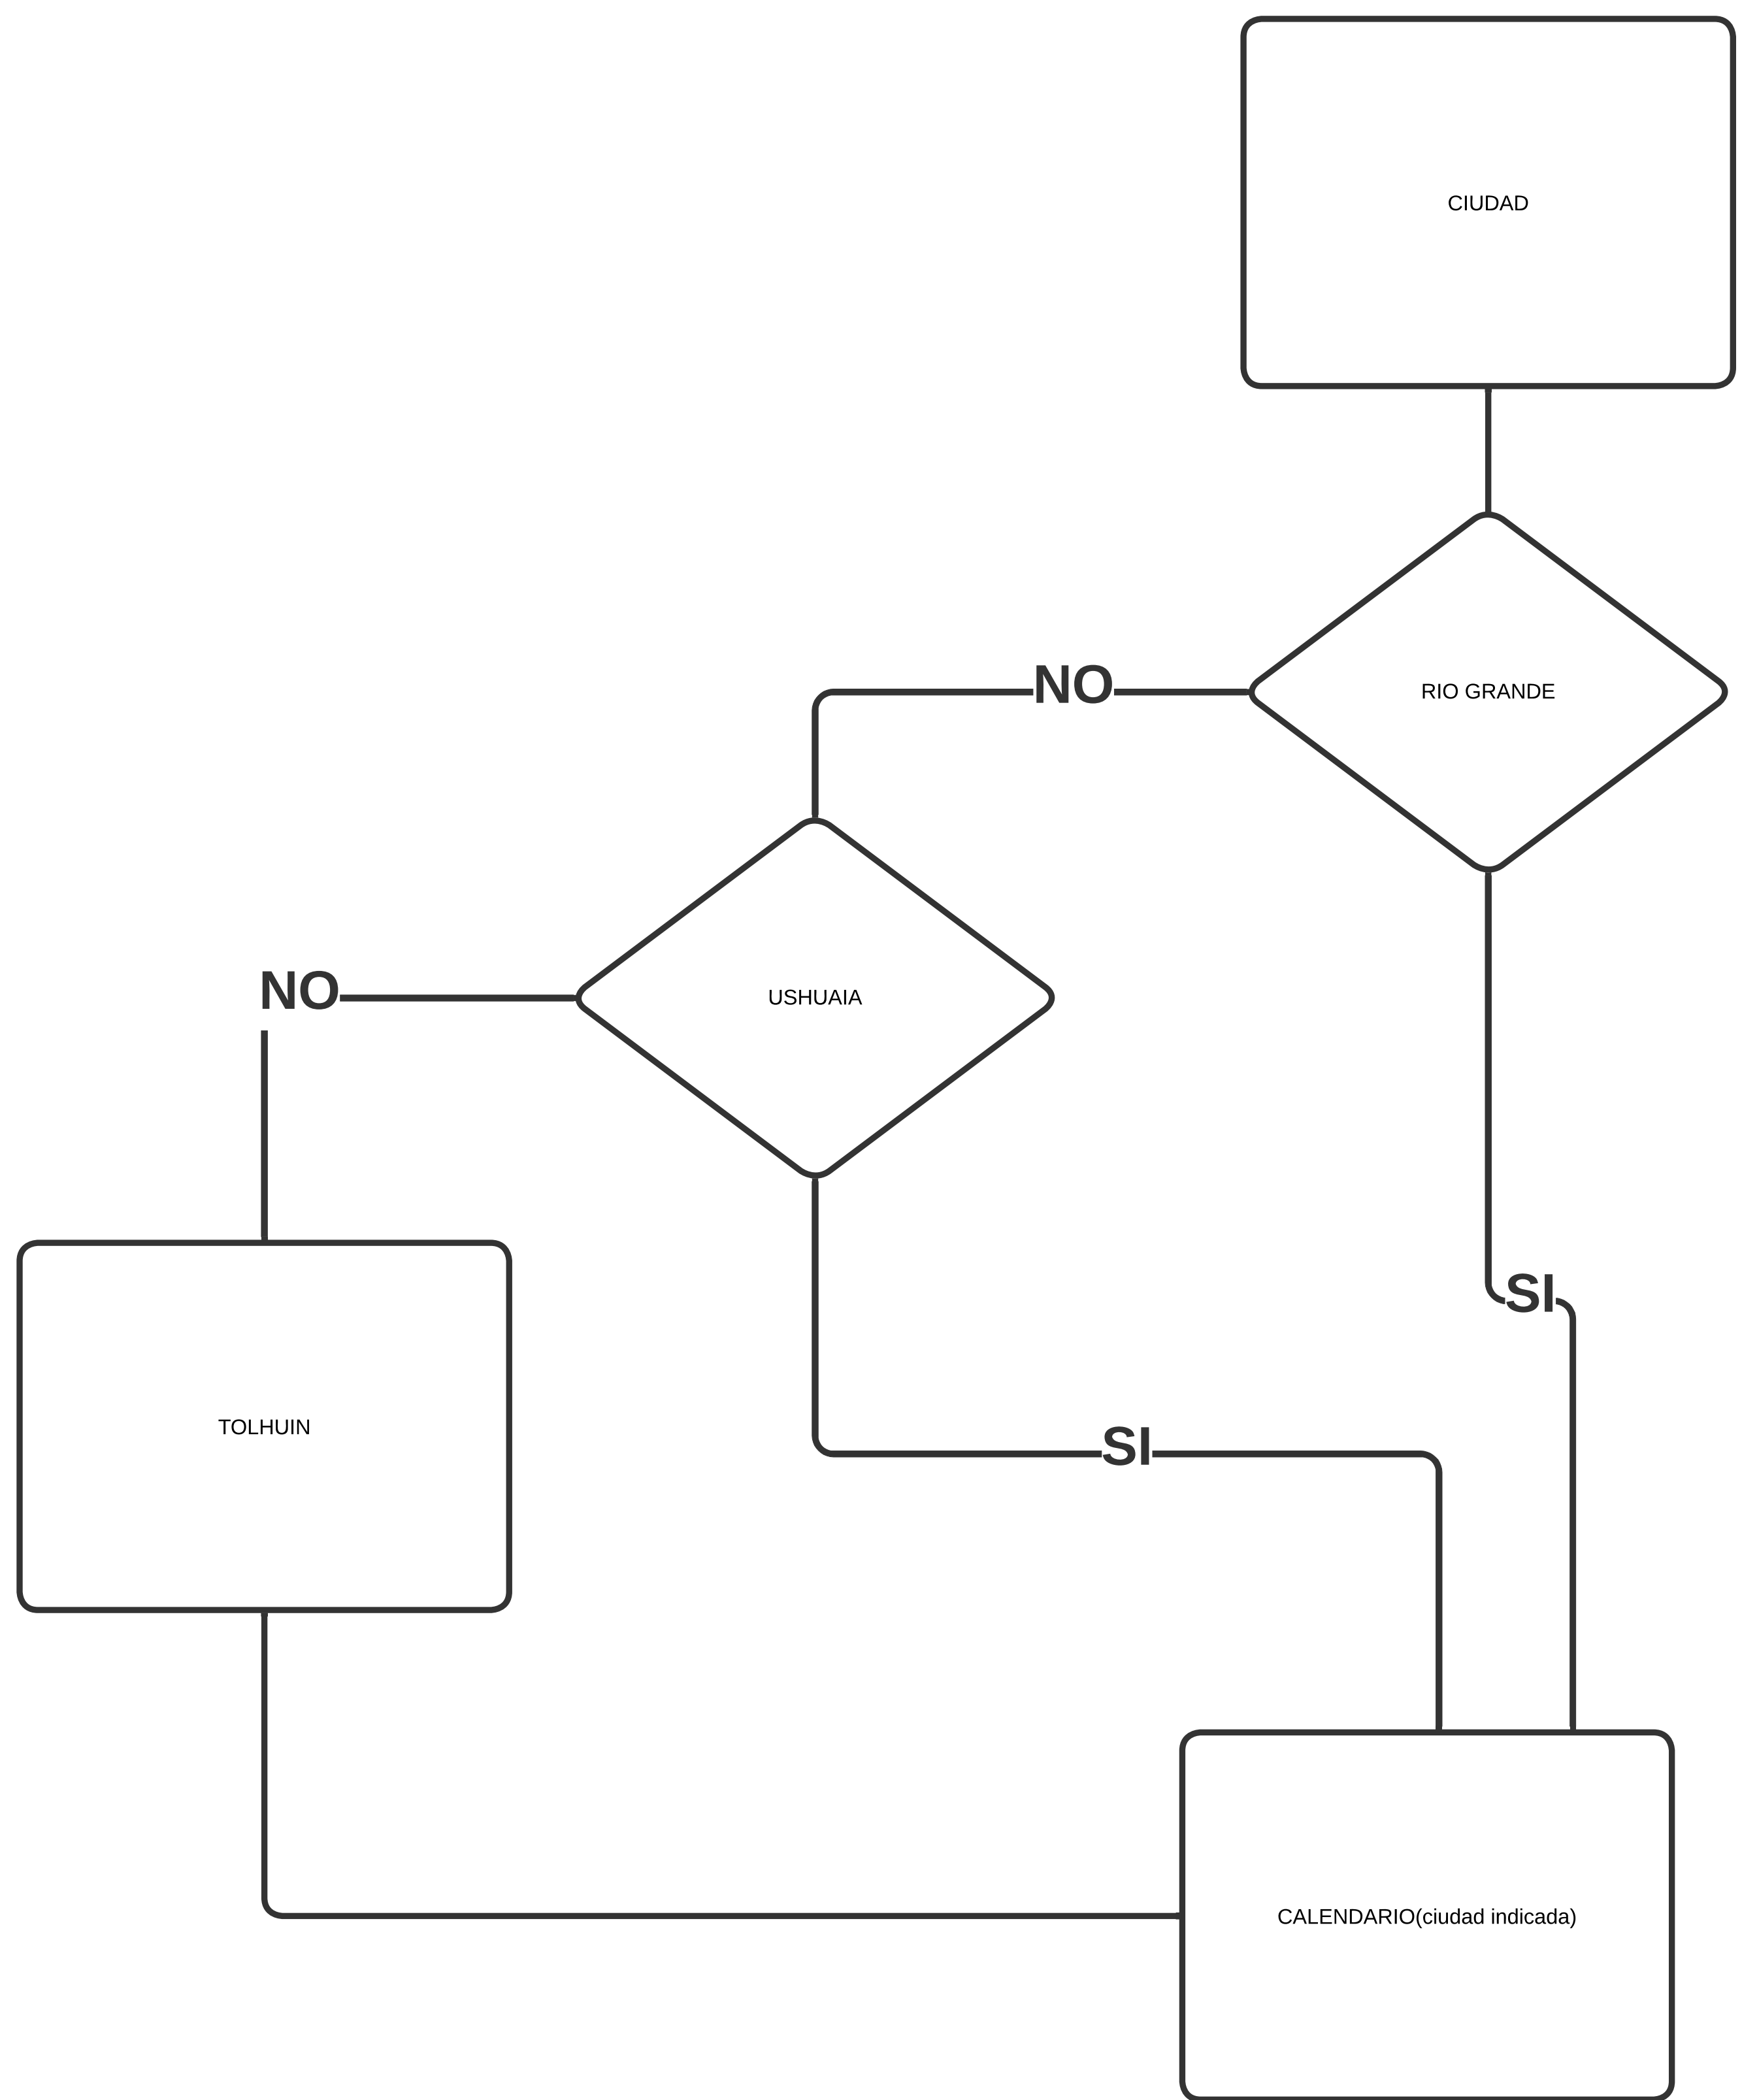 CIUDAD
NO
RIO GRANDE
NO
USHUAIA
SI
TOLHUIN
SI
CALENDARIO(ciudad indicada)